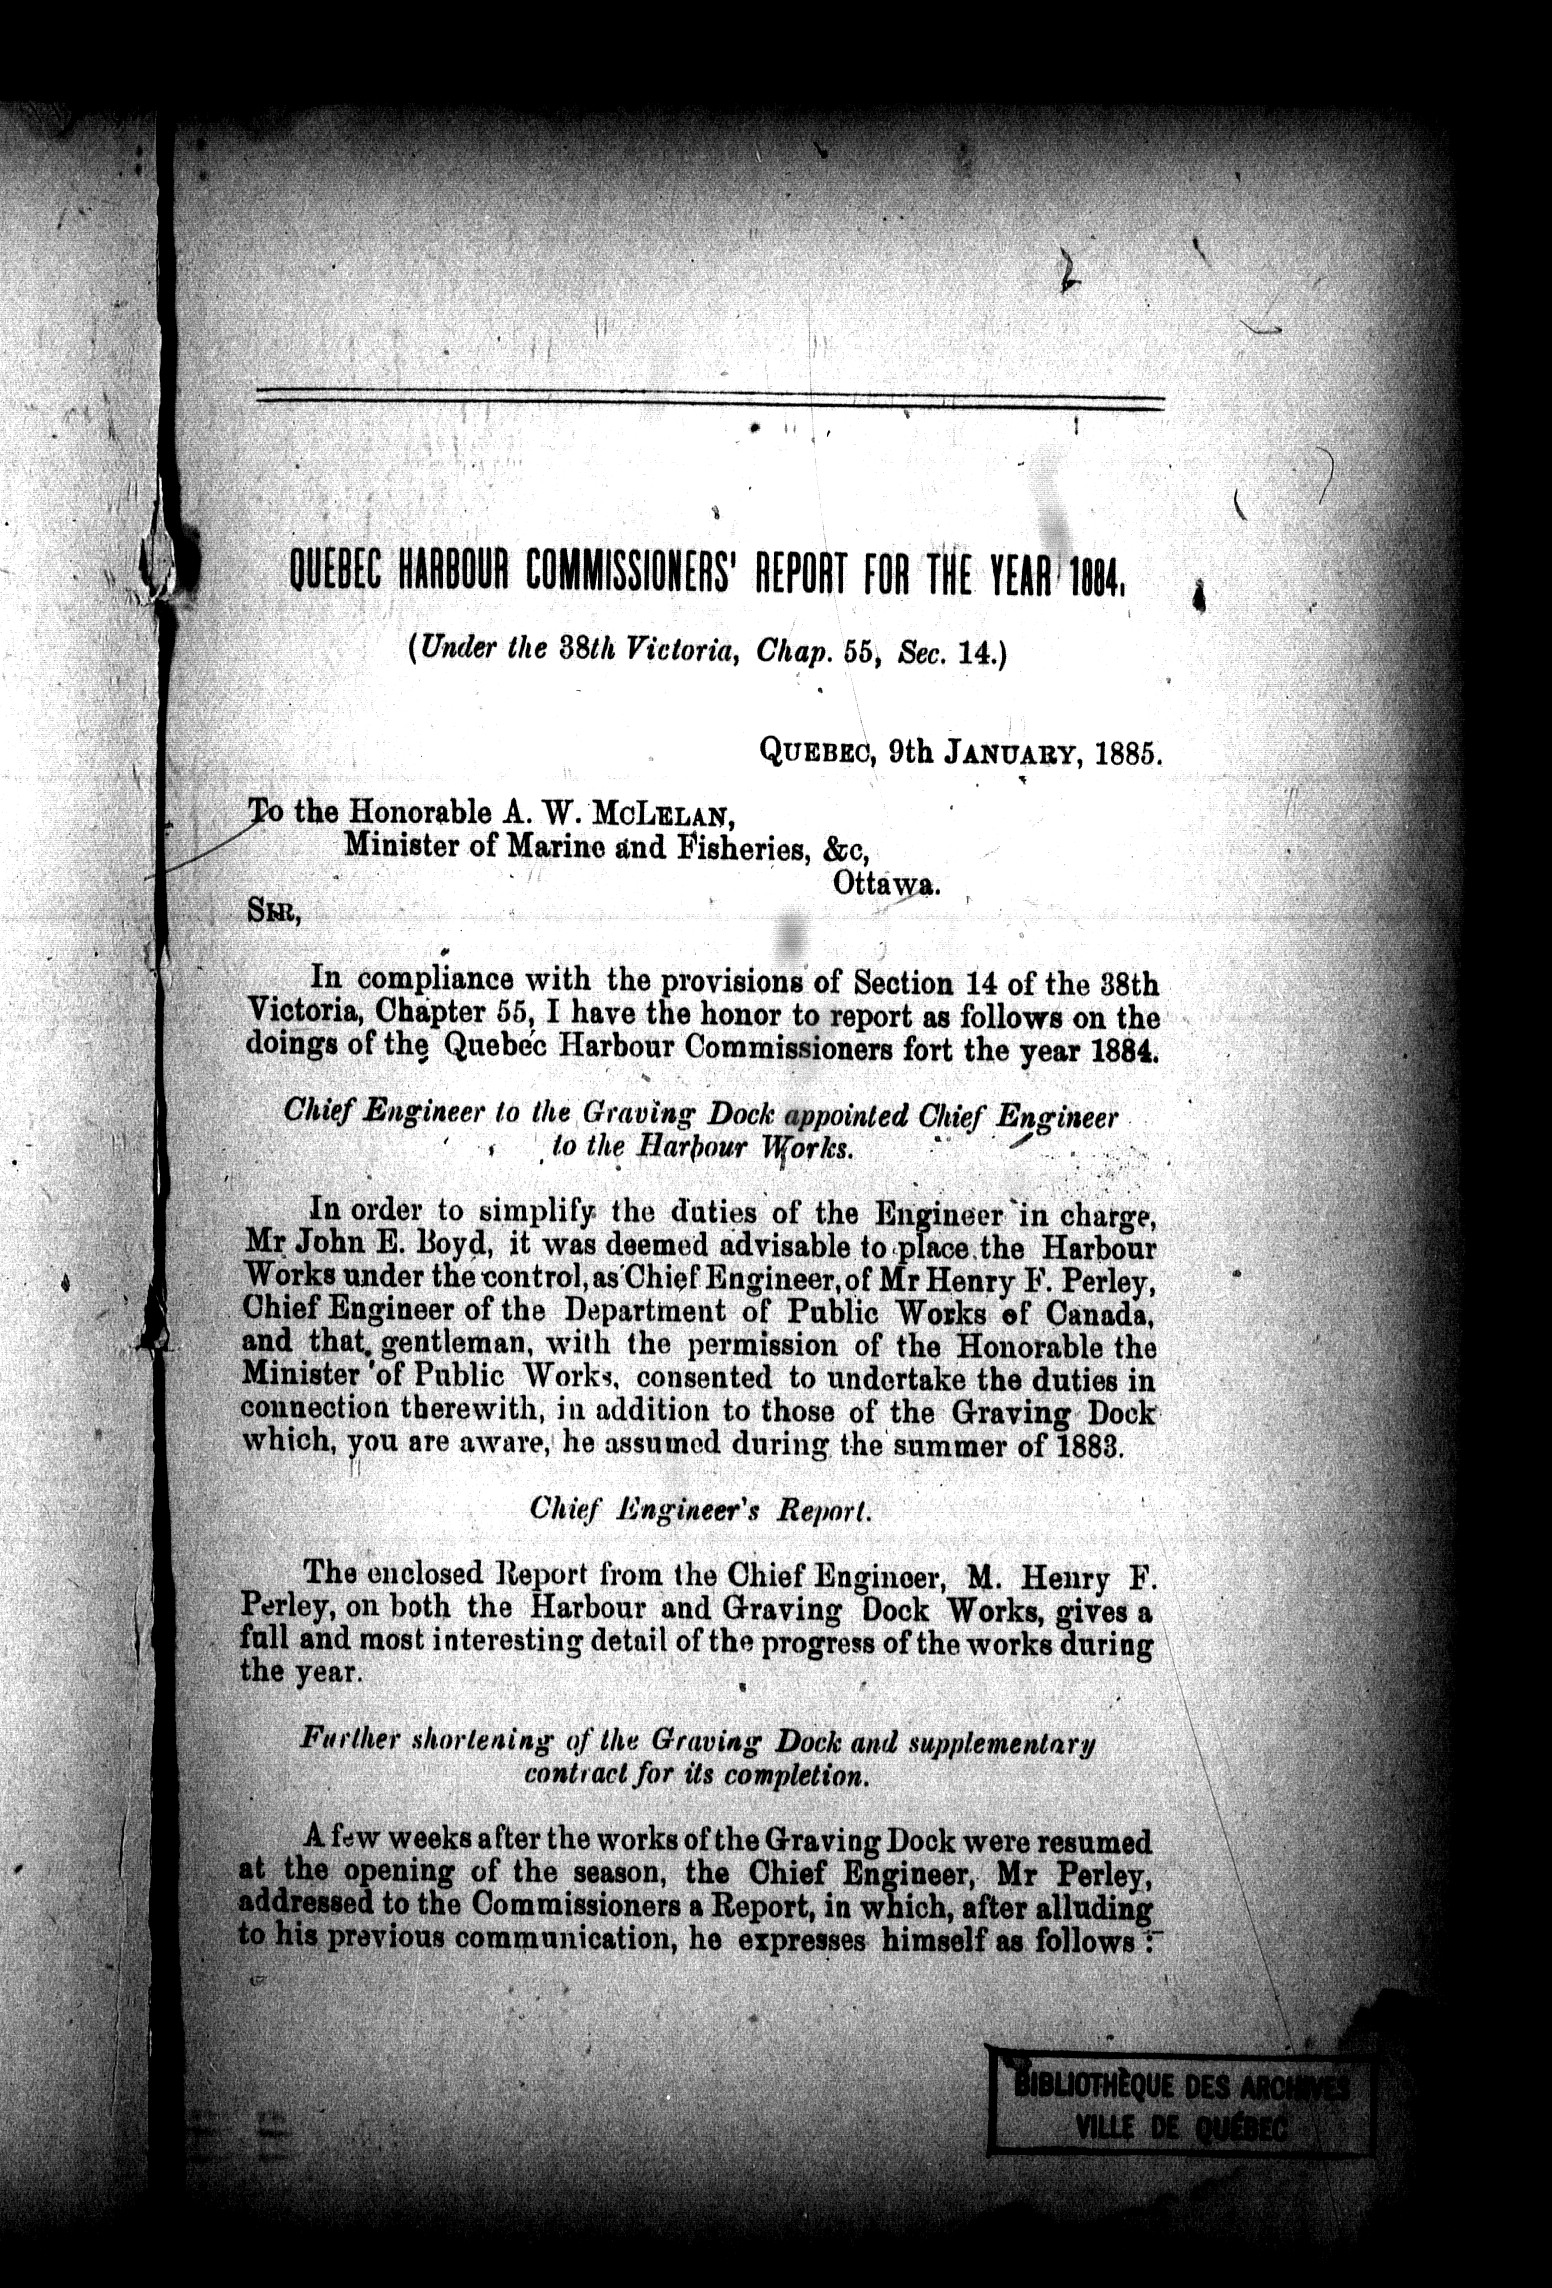 2
QUEBEC HARBOUR COMMISSIONERS' REPORT FOR THE YEAR 1884.
(Under the 38th Victoria, Chap. 55, Sec. 14.)
QUEBEC, 9th JANUARY, 1885.
To the Honorable A. W. MCLELAN,
Minister of Marine and Fisheries, &c,
Ottawa.
SIR,
In compliance with the provisions of Section 14 of the 38th
Victoria, Chapter 55, I have the honor to report as follows on the
doings of the Quebec Harbour Commissioners fort the year 1884.
Chief Engineer to the Graving Dock appointed Chief Engineer
to the Harbour Works.
In order to simplify the duties of the Engineer in charge,
Mr John E. Boyd, it was deemed advisable to place the Harbour
Works under the control, as Chief Engineer, of Mr Henry F. Perley,
Chief Engineer of the Department of Public Works of Canada,
and that gentleman, with the permission of the Honorable the
Minister of Public Works, consented to undertake the duties in
connection therewith, in addition to those of the Graving Dock
which, you are aware, he assumed during the summer of 1883.
Chief Engineer's Report.
The enclosed Report from the Chief Engineer, M. Henry F.
Perley, on both the Harbour and Graving Dock Works, gives a
full and most interesting detail of the progress of the works during
the year.
Further shortening of the Graving Dock and supplementary
contract for its completion.
A few weeks after the works of the Graving Dock were resumed
at the opening of the season, the Chief Engineer, Mr Perley,
addressed to the Commissioners a Report, in which, after alluding
to his previous communication, he expresses himself as follows :-
BIBLIOTHÈQUE DES ARCHIVES
VILLE DE QUÉBEC